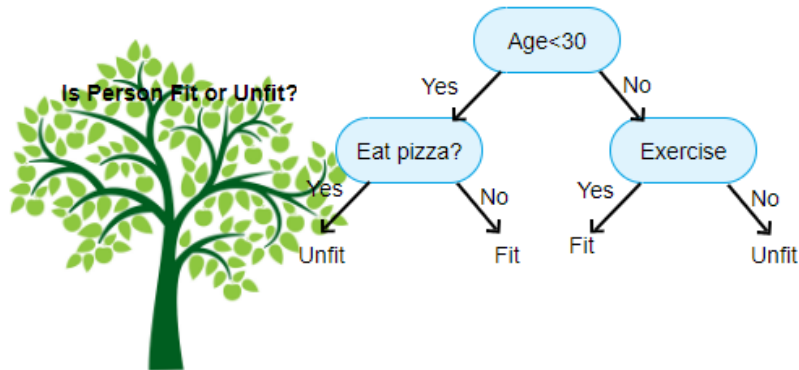 Age<30
Is Person Fit or Unfit?
Yes
No
Eat pizza?
Exercise
Yes
No
Yes
No
Unfit
Fit
Fit
Unfit